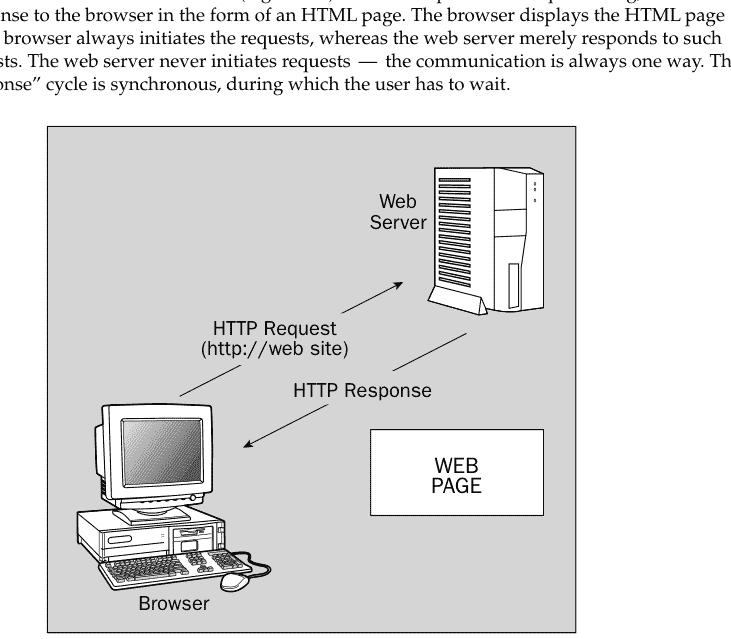 nse to the browser in the form of an HTML page. The browser displays the HTML page
browser always initiates the requests, whereas the web server merely responds to such
sts. The web server never initiates requests — the communication is always one way. Th
onse” cycle is synchronous, during which the user has to wait.
Web
Server
HTTP Request
(http://web site)
HTTP Response
WEB
PAGE
Browser